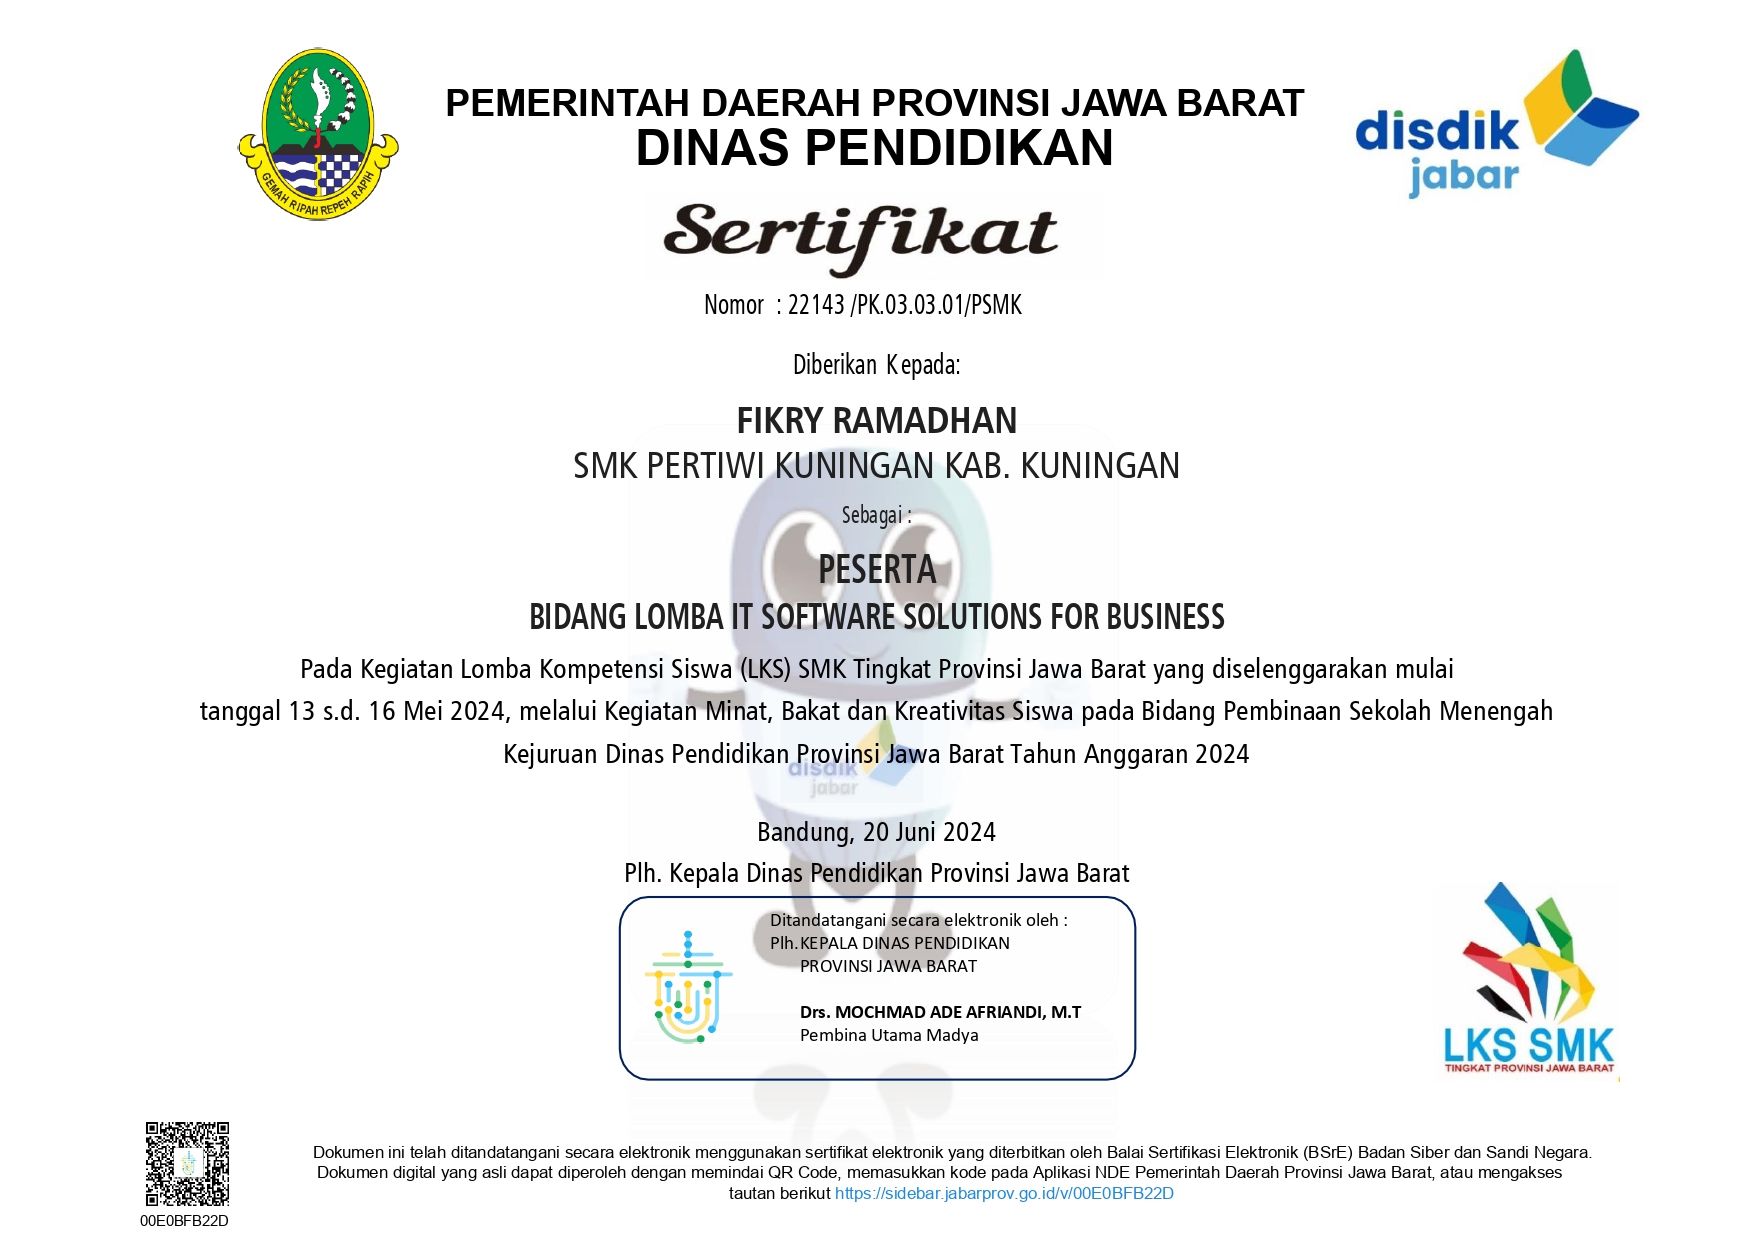 GEMAH RIPAH REPEH RAPIH
PEMERINTAH DAERAH PROVINSI JAWA BARAT
DINAS PENDIDIKAN
disdik
jabar
Sertifikat
Nomor : 22143 /PK.03.03.01/PSMK
Diberikan Kepada:
FIKRY RAMADHAN
SMK PERTIWI KUNINGAN KAB. KUNINGAN
Sebagai :
PESERTA
BIDANG LOMBA IT SOFTWARE SOLUTIONS FOR BUSINESS
Pada Kegiatan Lomba Kompetensi Siswa (LKS) SMK Tingkat Provinsi Jawa Barat yang diselenggarakan mulai
tanggal 13 s.d. 16 Mei 2024, melalui Kegiatan Minat, Bakat dan Kreativitas Siswa pada Bidang Pembinaan Sekolah Menengah
Kejuruan Dinas Pendidikan Provinsi Jawa Barat Tahun Anggaran 2024
disdik
jabar
Bandung, 20 Juni 2024
Plh. Kepala Dinas Pendidikan Provinsi Jawa Barat
Ditandatangani secara elektronik oleh :
Plh.KEPALA DINAS PENDIDIKAN
PROVINSI JAWA BARAT
Drs. MOCHMAD ADE AFRIANDI, M.T
Pembina Utama Madya
LKS SMK
TINGKAT PROVINSI JAWA BARAT
Dokumen ini telah ditandatangani secara elektronik menggunakan sertifikat elektronik yang diterbitkan oleh Balai Sertifikasi Elektronik (BSrE) Badan Siber dan Sandi Negara.
Dokumen digital yang asli dapat diperoleh dengan memindai QR Code, memasukkan kode pada Aplikasi NDE Pemerintah Daerah Provinsi Jawa Barat, atau mengakses
tautan berikut https://sidebar.jabarprov.go.id/v/00E0BFB22D
00E0BFB22D